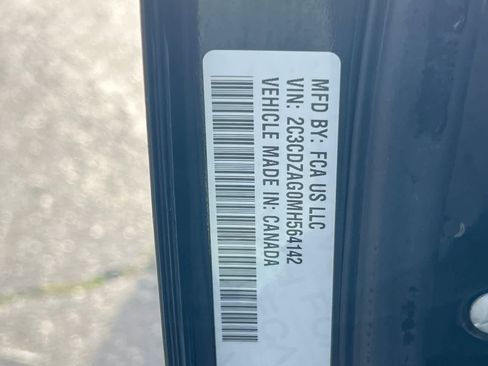 MFD BY: FCA US LLC
VIN: 2C3CDZAG0MH564142
VEHICLE MADE IN: CANADA